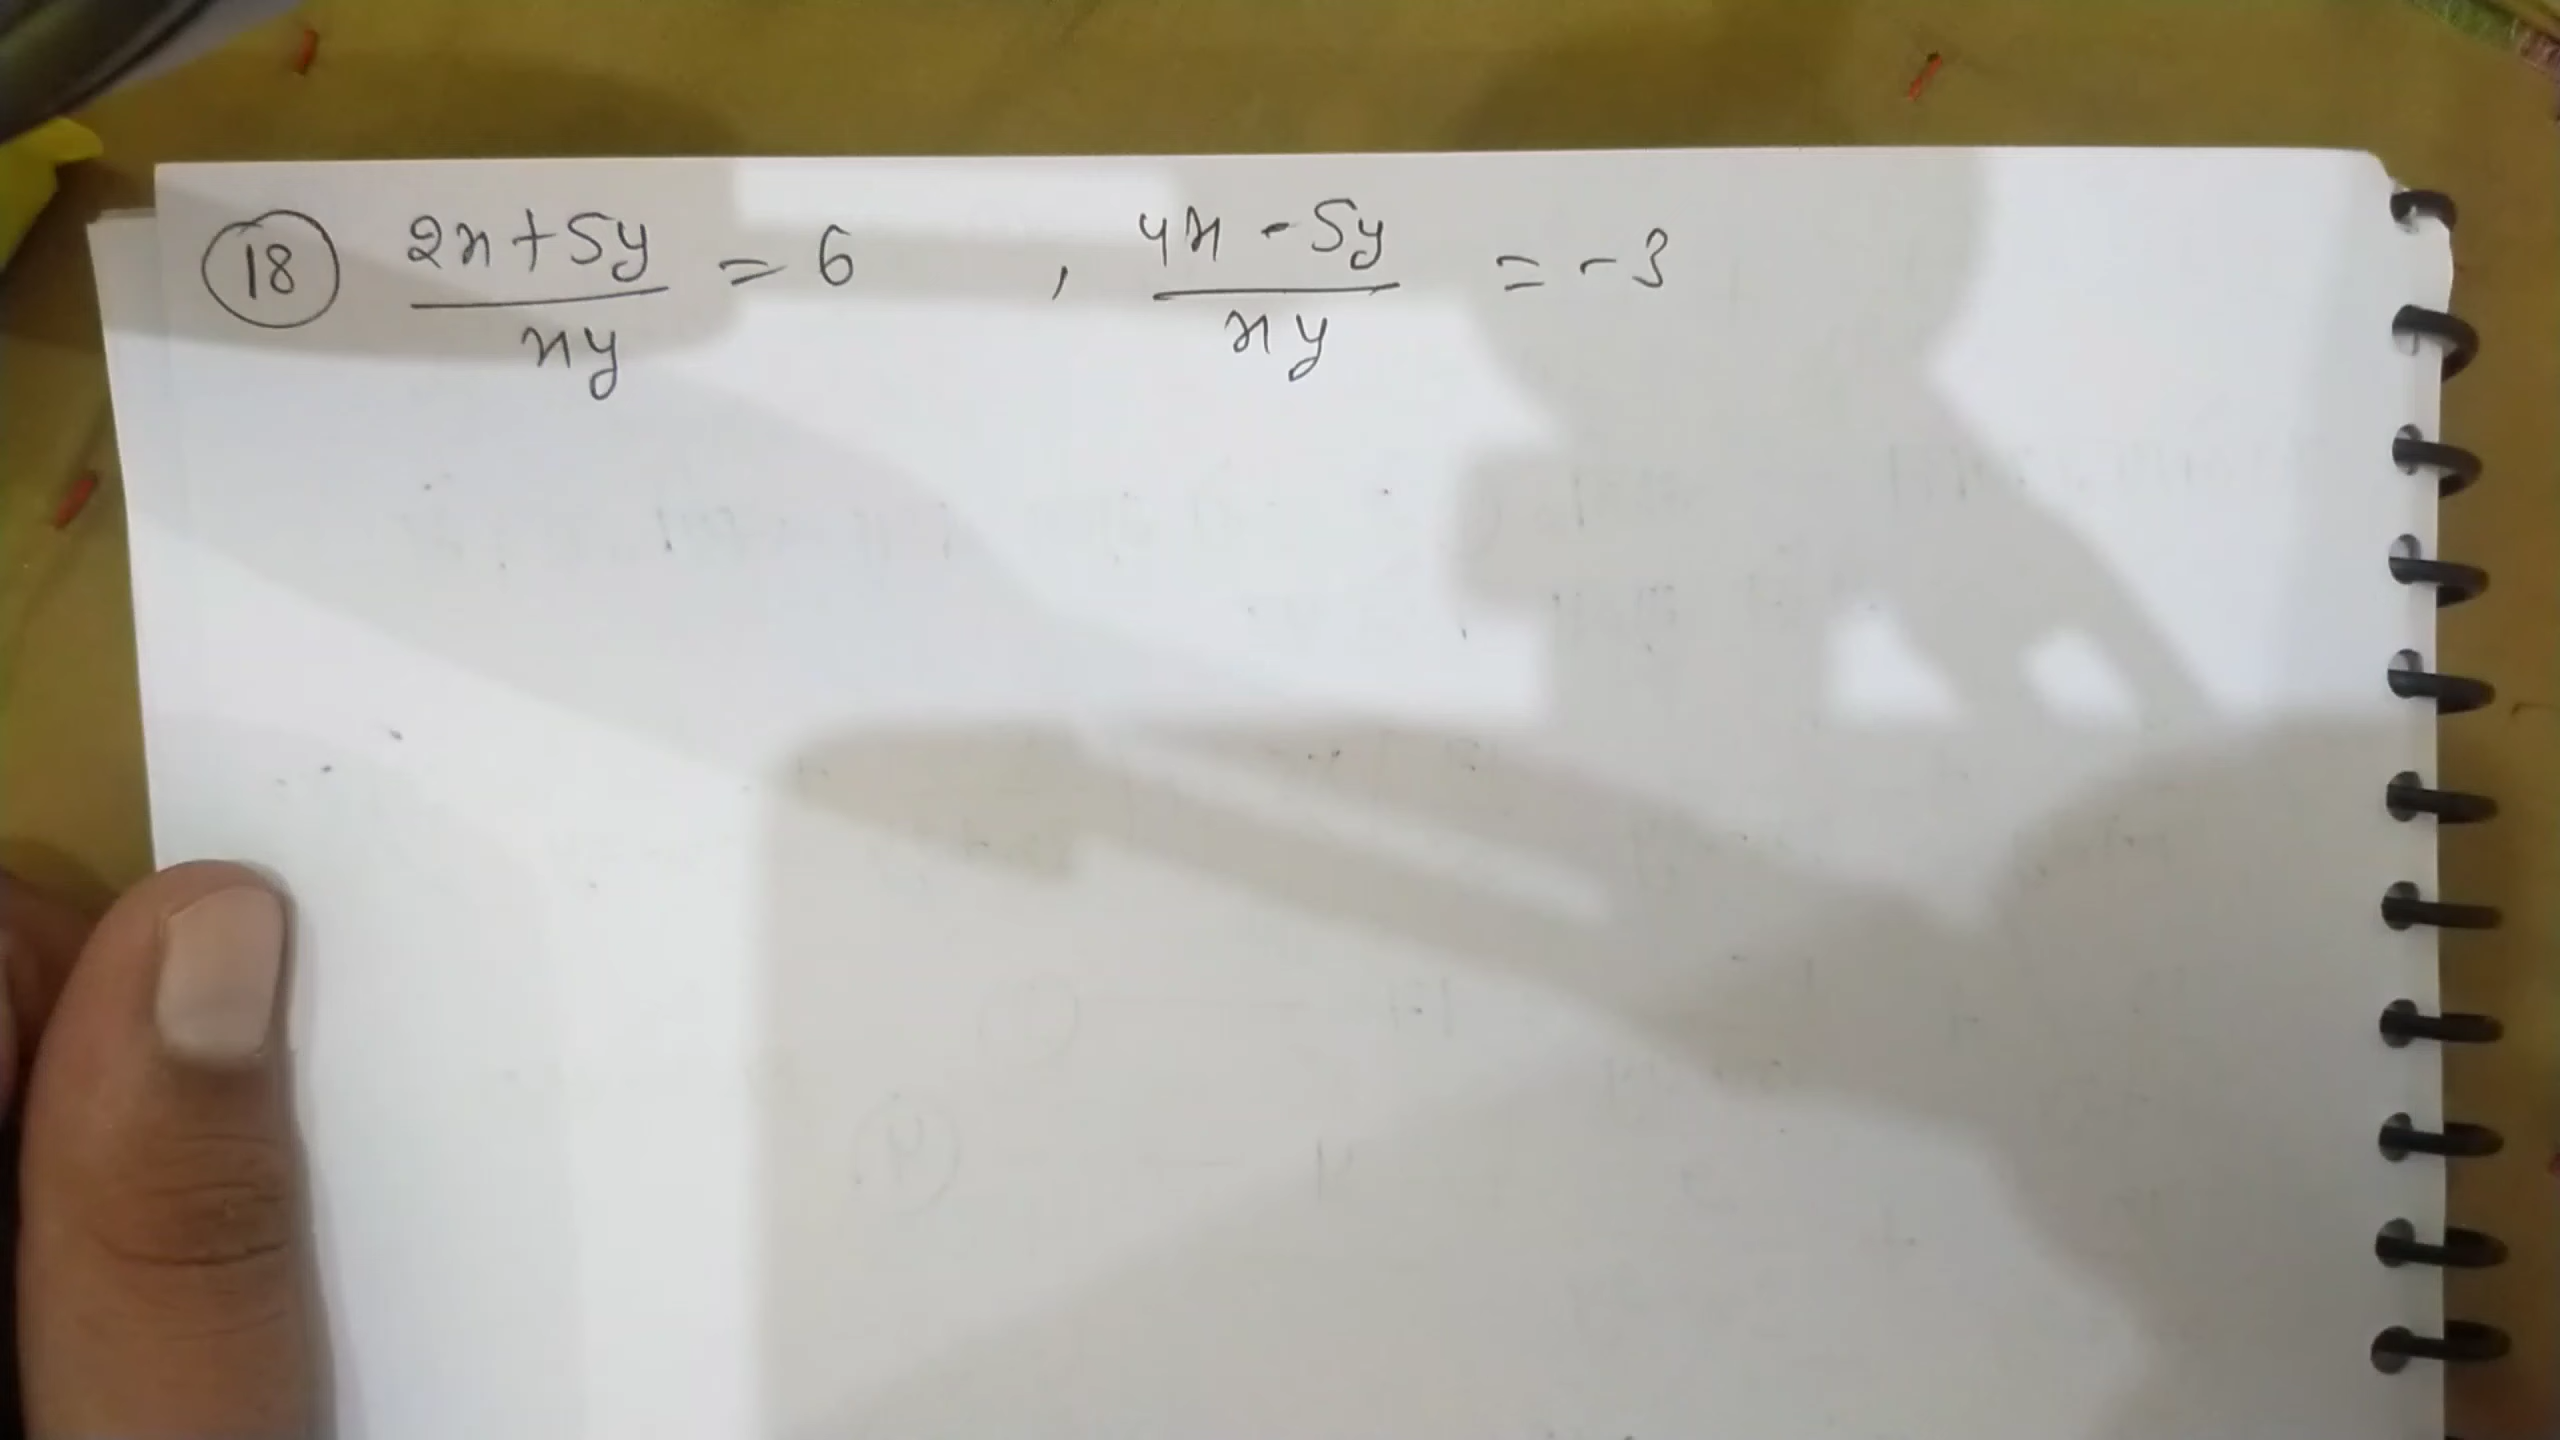 18 (2x+5y)/(xy) = 6 , (4x-5y)/(xy) = -3